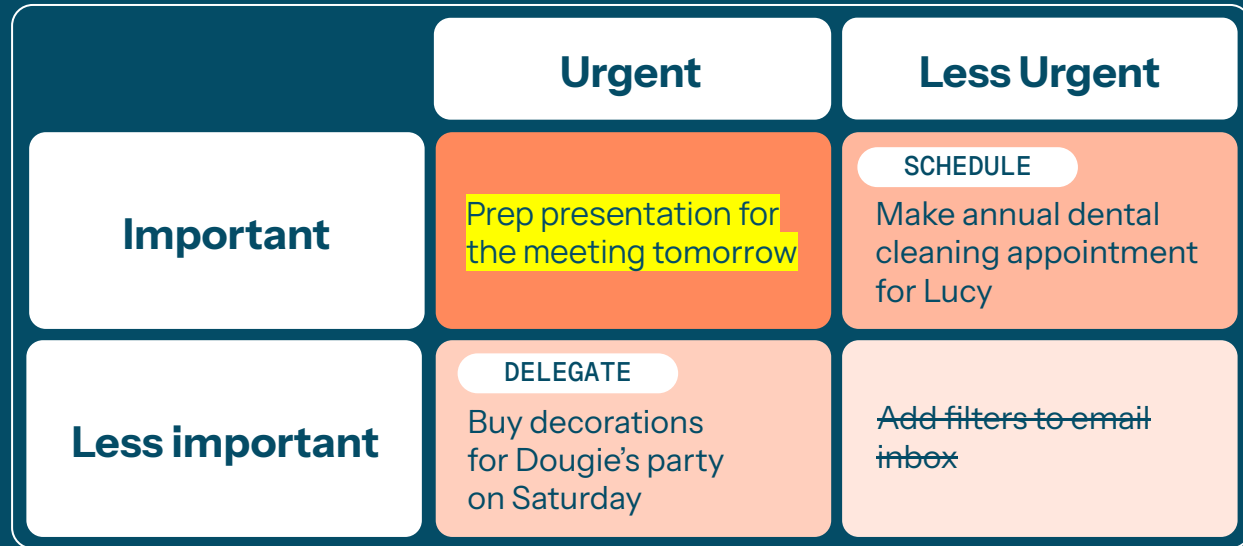 Urgent
Less Urgent
Important
Prep presentation for
the meeting tomorrow
SCHEDULE
Make annual dental
cleaning appointment
for Lucy
Less important
DELEGATE
Buy decorations
for Dougie’s party
on Saturday
Add filters to email
inbox